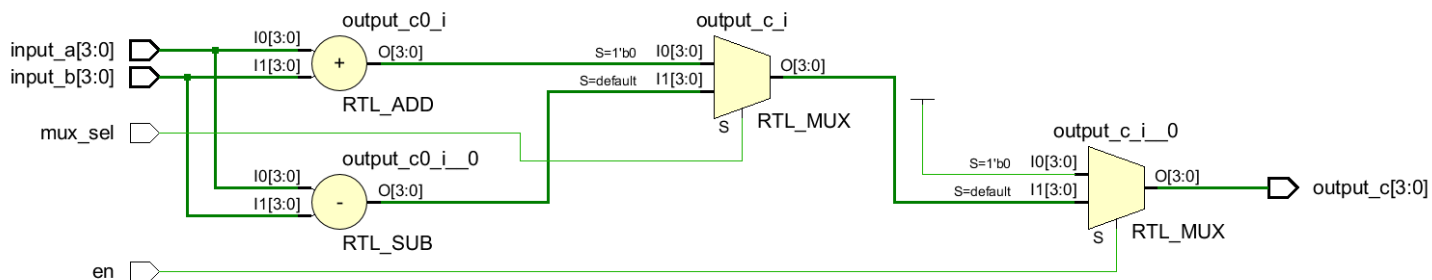 output_c0_i
output_c_i
input_a[3:0]
I0[3:0]
O[3:0]
S=1'b0
I0[3:0]
O[3:0]
+
input_b[3:0]
I1[3:0]
S=default
I1[3:0]
RTL_ADD
S
RTL_MUX
mux_sel
output_c_i__0
output_c0_i__0
S=1'b0
I0[3:0]
O[3:0]
I0[3:0]
O[3:0]
S=default
I1[3:0]
output_c[3:0]
-
I1[3:0]
S
RTL_MUX
RTL_SUB
en